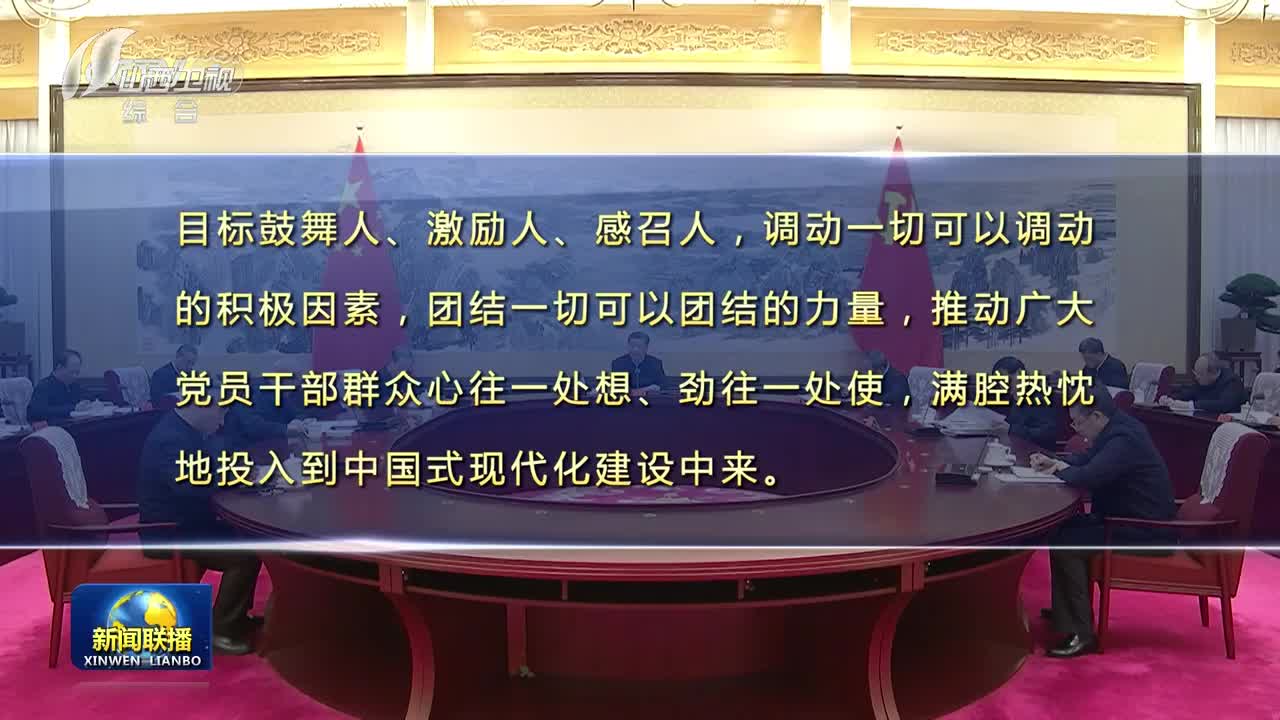 山西卫视
综合
目标鼓舞人、激励人、感召人，调动一切可以调动
的积极因素，团结一切可以团结的力量，推动广大
党员干部群众心往一处想、劲往一处使，满腔热忱
地投入到中国式现代化建设中来。
新闻联播
XINWEN LIANBO